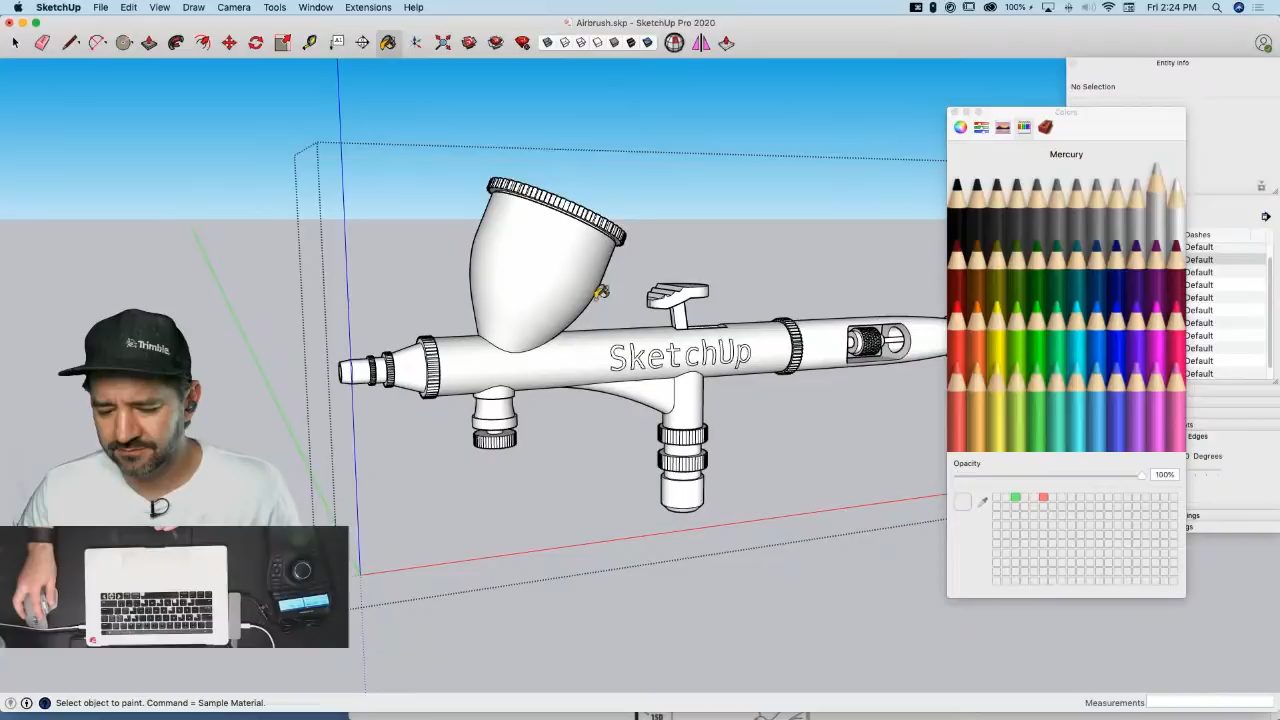 SketchUp File Edit View Draw Camera Tools Window Extensions Help 100% Fri 2:24 PM
Airbrush.skp - SketchUp Pro 2020
Entity Info
No Selection
Colors
Mercury
Dashes
Default
Default
Default
Default
Default
Default
Default
Default
Default
Default
Default
SketchUp
Trimble
Edges
Degrees
Opacity
100%
Select object to paint. Command = Sample Material.
Measurements